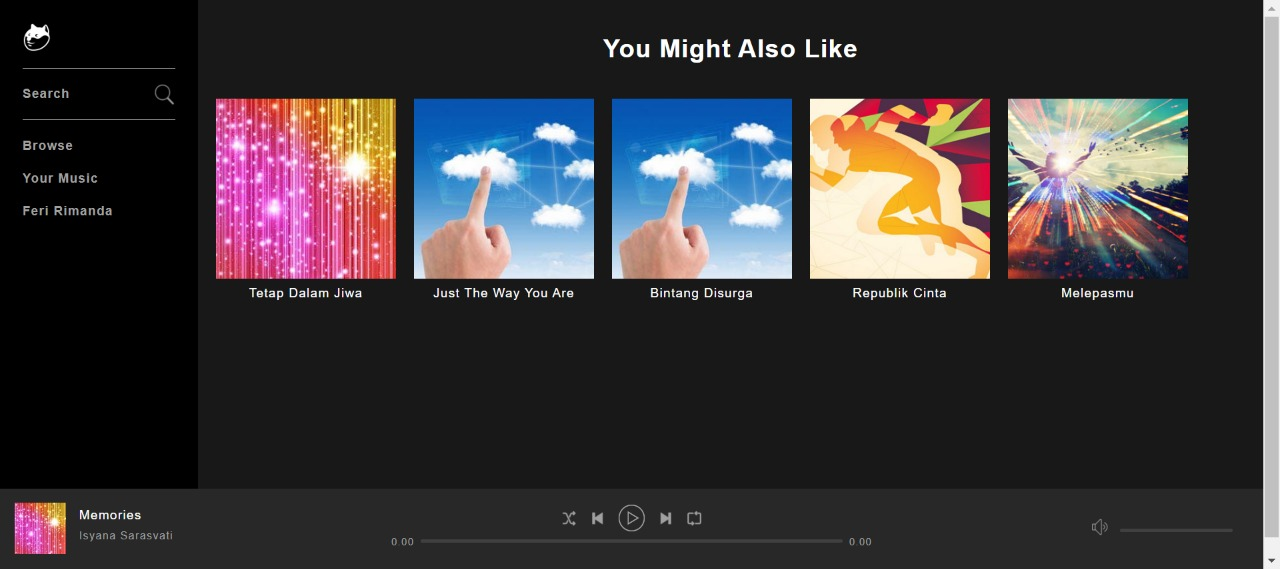 You Might Also Like
Search
Browse
Your Music
Feri Rimanda
Tetap Dalam Jiwa
Just The Way You Are
Bintang Disurga
Republik Cinta
Melepasmu
Memories
Isyana Sarasvati
0.00
0.00